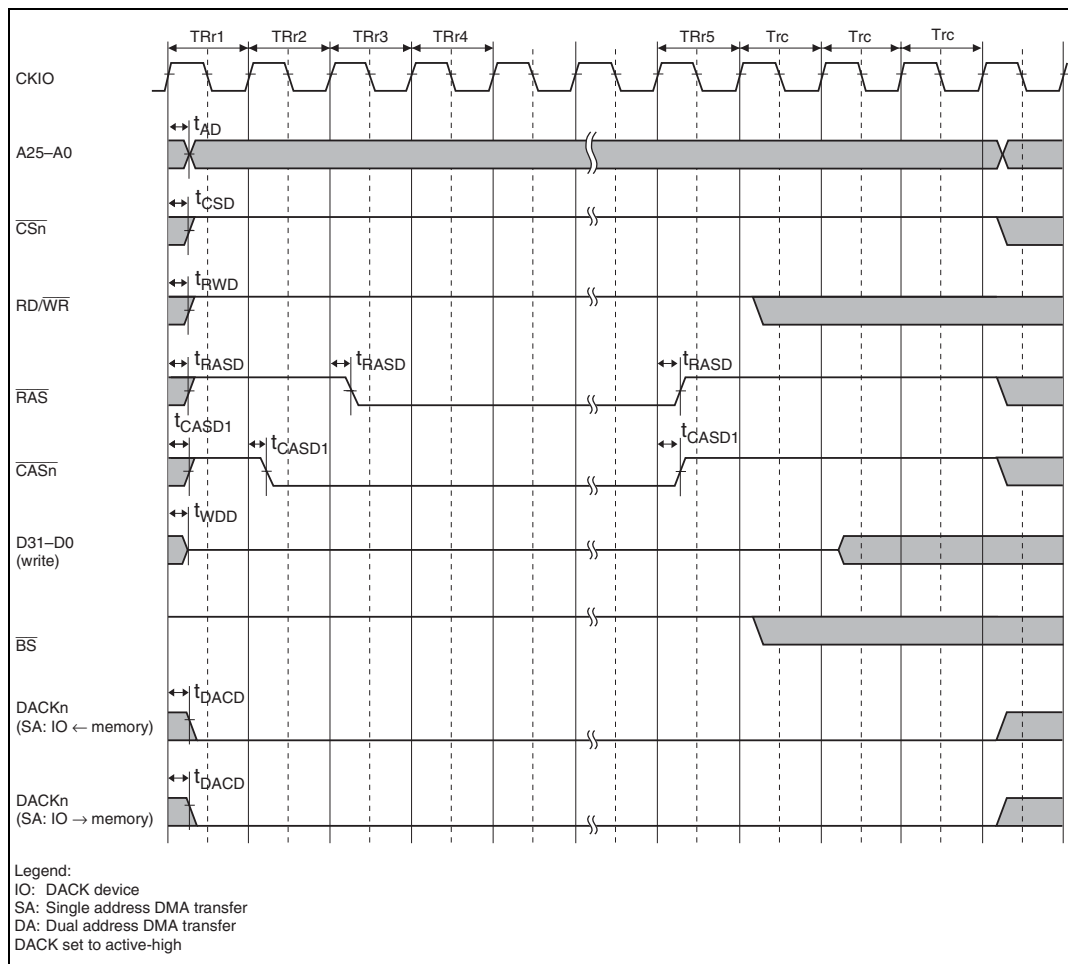 TRr1 TRr2 TRr3 TRr4 TRr5 Trc Trc Trc
CKIO
tAD
A25–A0
tCSD
CSn
tRWD
RD/WR
tRASD tRASD tRASD
RAS
tCASD1 tCASD1 tCASD1
CASn
tWDD
D31–D0
(write)
BS
tDACD
DACKn
(SA: IO ← memory)
tDACD
DACKn
(SA: IO → memory)
Legend:
IO: DACK device
SA: Single address DMA transfer
DA: Dual address DMA transfer
DACK set to active-high